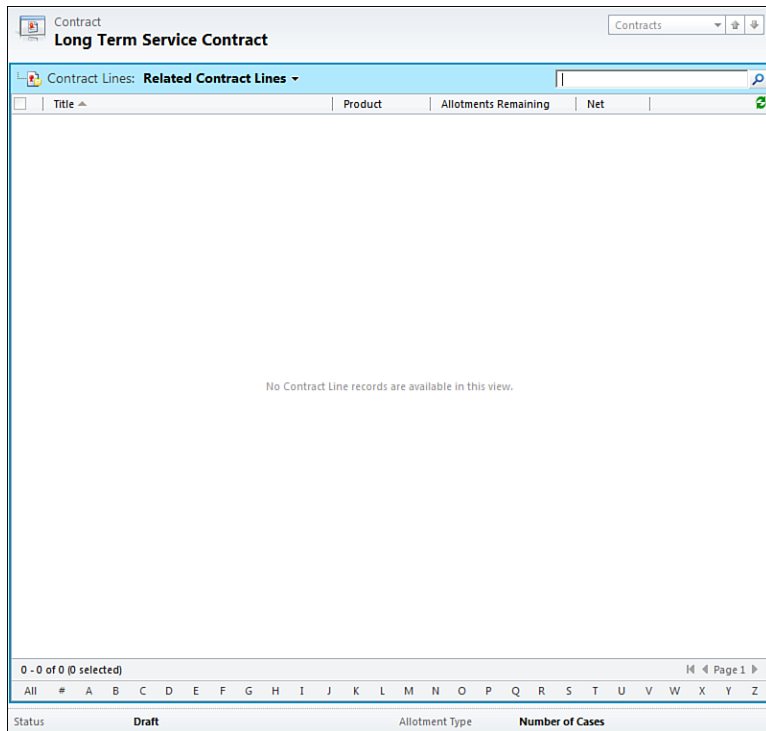 Contract
Long Term Service Contract
Contracts
Contract Lines: Related Contract Lines
Title Product Allotments Remaining Net
No Contract Line records are available in this view.
0 - 0 of 0 (0 selected) Page 1
All # A B C D E F G H I J K L M N O P Q R S T U V W X Y Z
Status Draft Allotment Type Number of Cases